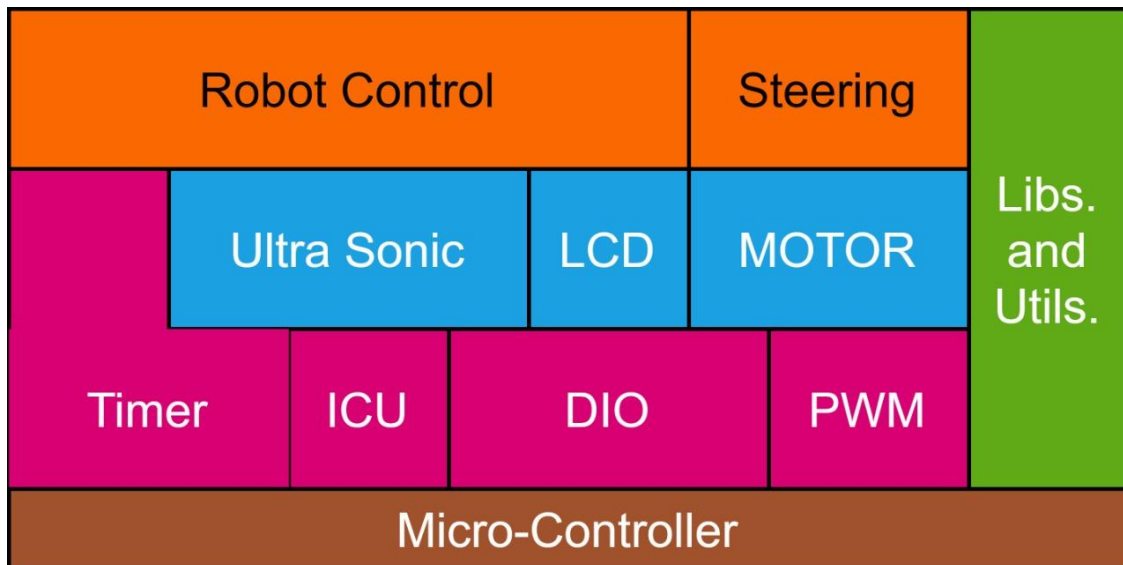 Robot Control
Steering
Libs.
and
Utils.
Ultra Sonic
LCD
MOTOR
Timer
ICU
DIO
PWM
Micro-Controller